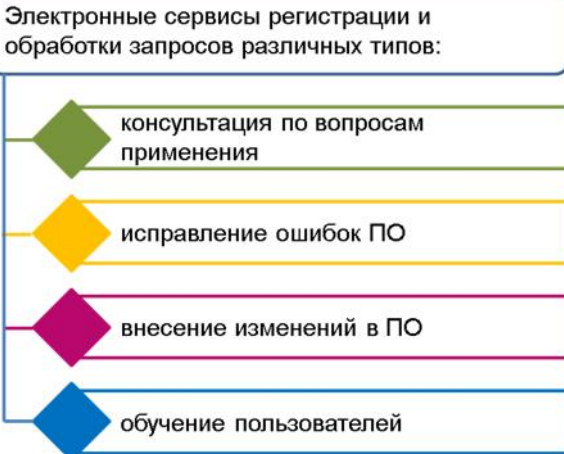 Электронные сервисы регистрации и
обработки запросов различных типов:
консультация по вопросам
применения
исправление ошибок ПО
внесение изменений в ПО
обучение пользователей